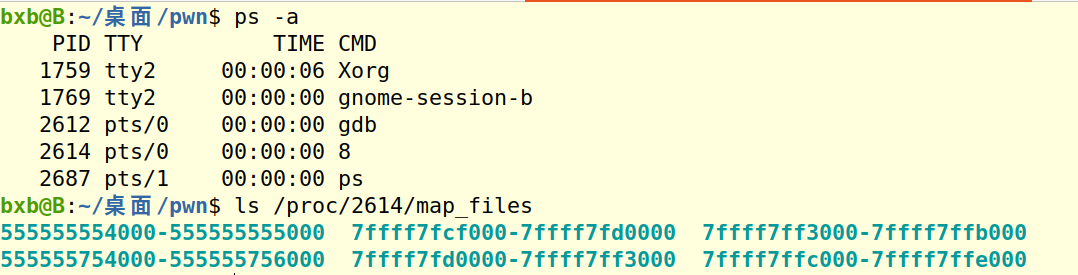 bxb@B:~/桌面/pwn$ ps -a
    PID TTY          TIME CMD
   1759 tty2     00:00:06 Xorg
   1769 tty2     00:00:00 gnome-session-b
   2612 pts/0    00:00:00 gdb
   2614 pts/0    00:00:00 8
   2687 pts/1    00:00:00 ps
bxb@B:~/桌面/pwn$ ls /proc/2614/map_files
555555554000-555555555000  7ffff7fcf000-7ffff7fd0000  7ffff7ff3000-7ffff7ffb000
555555754000-555555756000  7ffff7fd0000-7ffff7ff3000  7ffff7ffc000-7ffff7ffe000